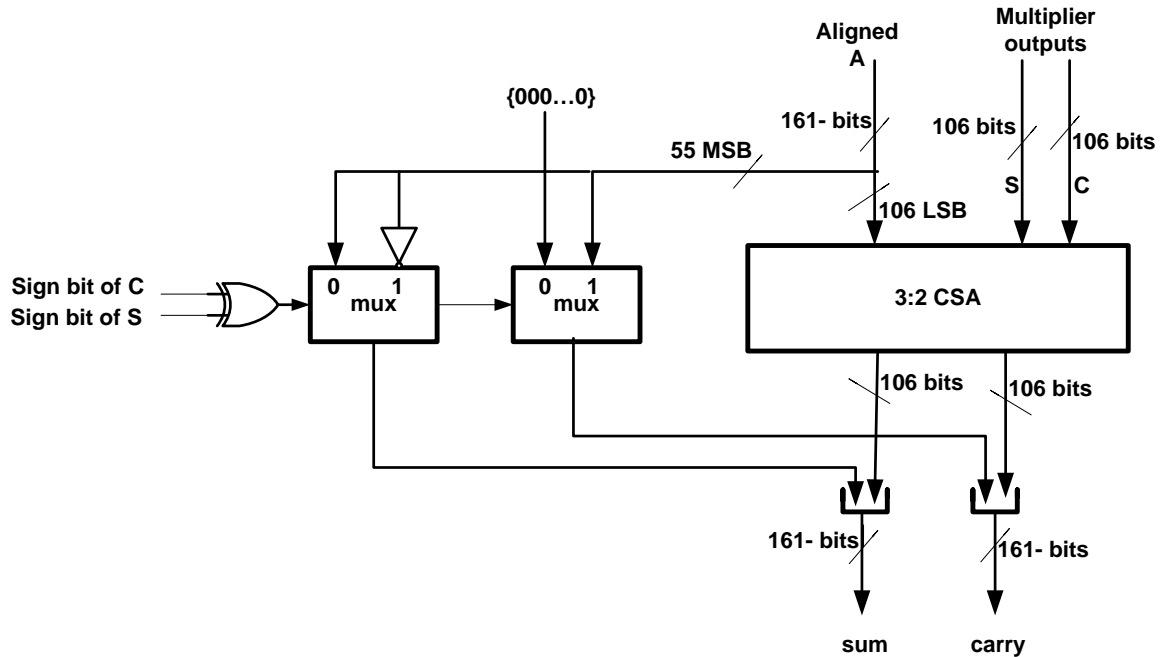 Aligned
A
Multiplier
outputs
{000...0}
161- bits
106 bits
106 bits
55 MSB
S
C
106 LSB
0
1
mux
0
1
mux
3:2 CSA
Sign bit of C
Sign bit of S
106 bits
106 bits
161- bits
161- bits
sum
carry